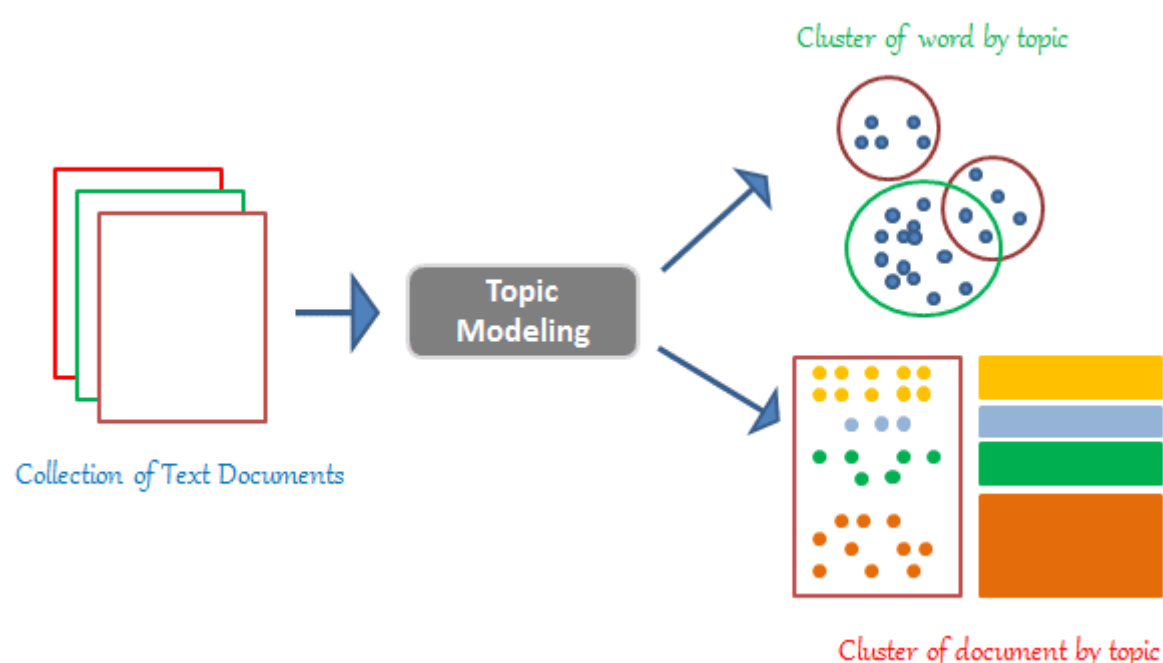 Cluster of word by topic
Topic
Modeling
Collection of Text Documents
Cluster of document by topic